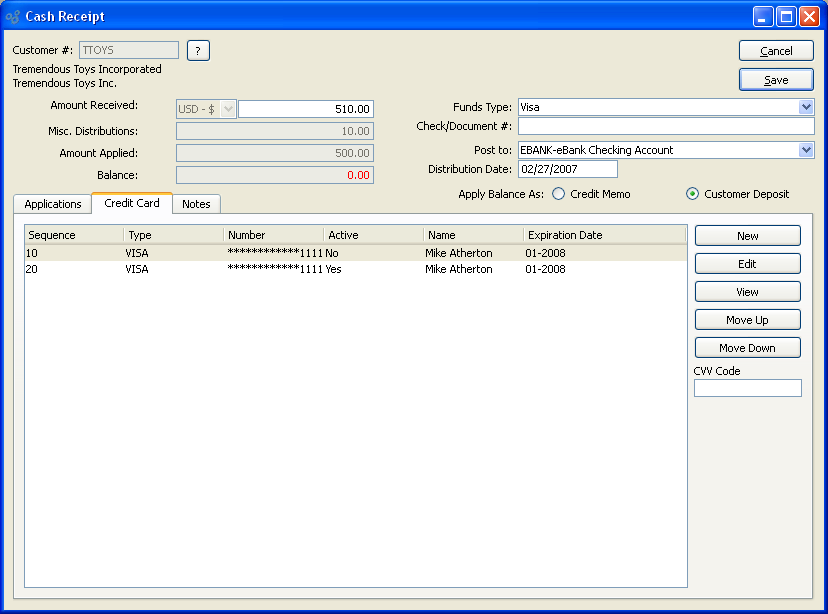 Cash Receipt
Customer #: TTOYS ? Cancel
Tremendous Toys Incorporated
Tremendous Toys Inc. Save
Amount Received: USD - $ 510.00 Funds Type: Visa
Misc. Distributions: 10.00 Check/Document #:
Amount Applied: 500.00 Post to: EBANK-eBank Checking Account
Balance: 0.00 Distribution Date: 02/27/2007
Apply Balance As: Credit Memo Customer Deposit
Applications Credit Card Notes
Sequence Type Number Active Name Expiration Date
10 VISA ************1111 No Mike Atherton 01-2008
20 VISA ************1111 Yes Mike Atherton 01-2008
New
Edit
View
Move Up
Move Down
CVV Code